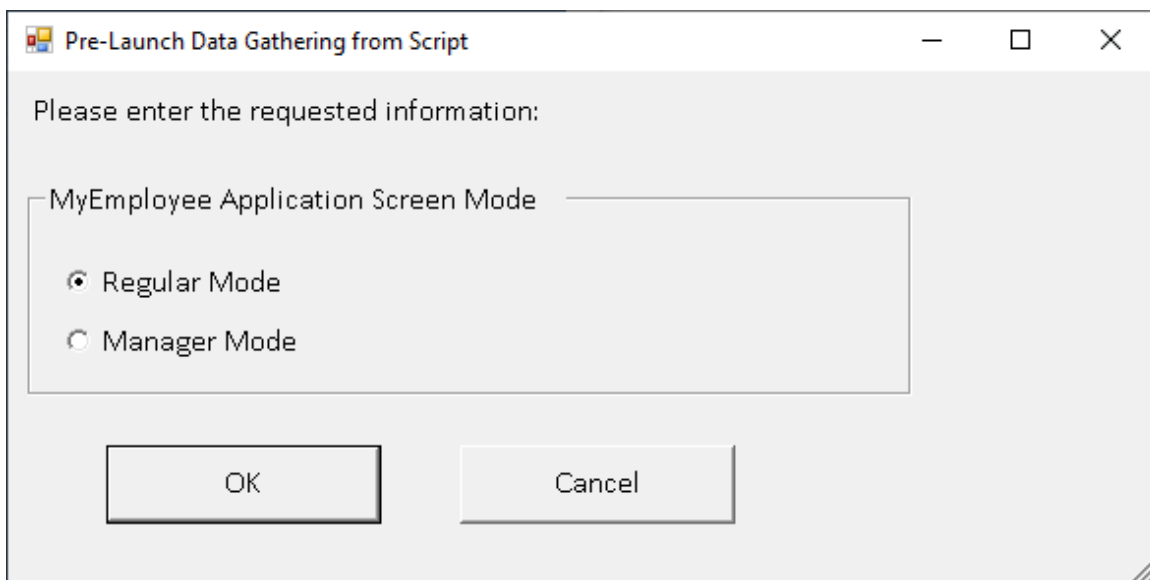 Pre-Launch Data Gathering from Script
Please enter the requested information:
MyEmployee Application Screen Mode
Regular Mode
Manager Mode
OK Cancel